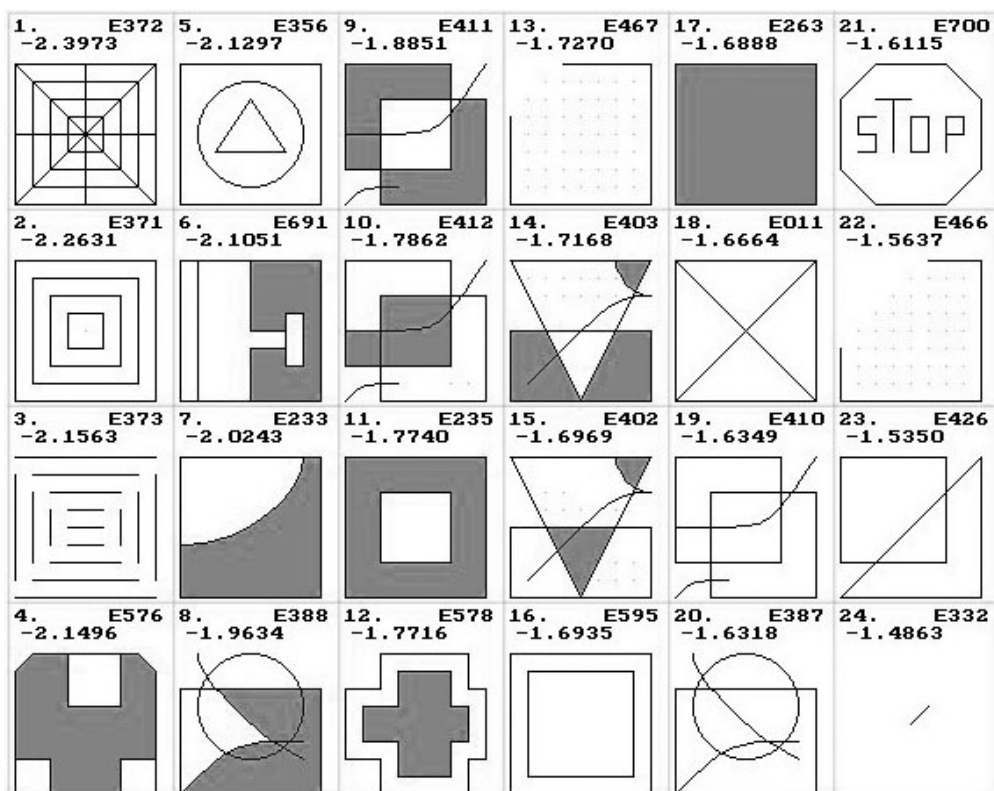 1. E372 5. E356 9. E411 13. E467 17. E263 21. E700
-2.3973 -2.1297 -1.8851 -1.7270 -1.6888 -1.6115
STOP
2. E371 6. E691 10. E412 14. E403 18. E011 22. E466
-2.2631 -2.1051 -1.7862 -1.7168 -1.6664 -1.5637
3. E373 7. E233 11. E235 15. E402 19. E410 23. E426
-2.1563 -2.0243 -1.7740 -1.6969 -1.6349 -1.5350
4. E576 8. E388 12. E578 16. E595 20. E387 24. E332
-2.1496 -1.9634 -1.7716 -1.6935 -1.6318 -1.4863